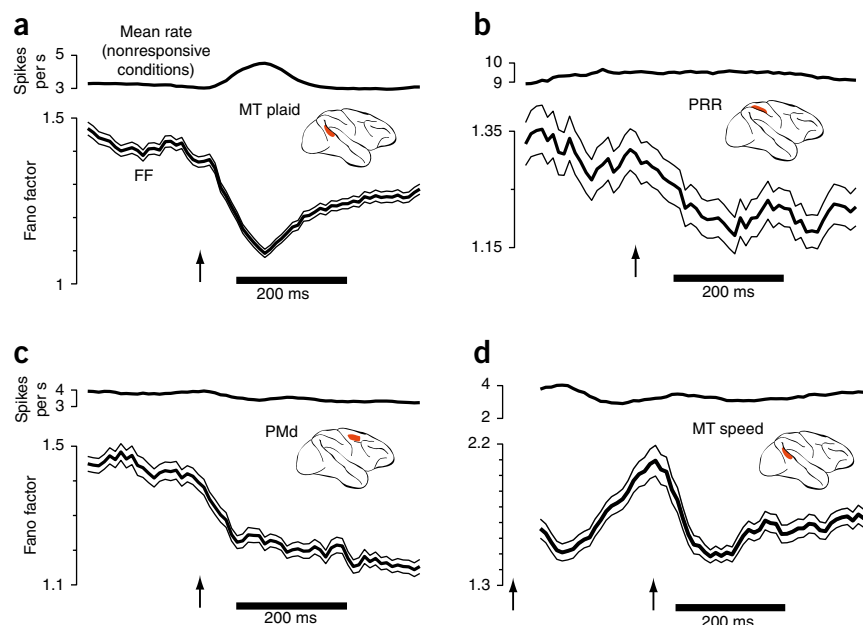 a
Mean rate
(nonresponsive
conditions)
Spikes
per s
5
3
MT plaid
1.5
FF
Fano factor
1
200 ms
b
10
9
PRR
1.35
1.15
200 ms
c
Spikes
per s
4
3
PMd
1.5
Fano factor
1.1
200 ms
d
4
2
MT speed
2.2
1.3
200 ms